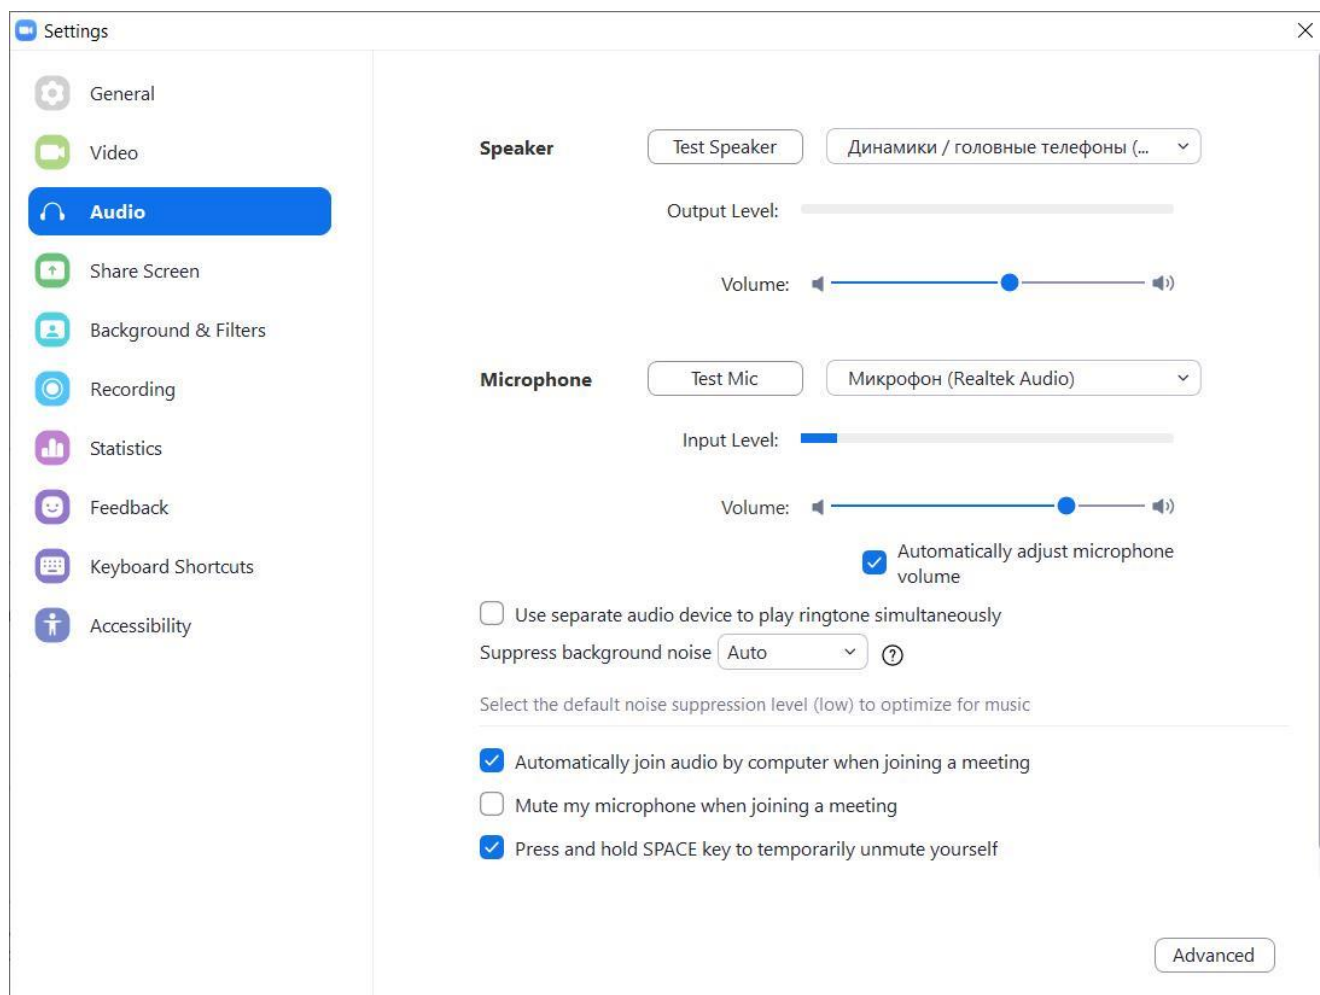 Settings
General
Video
Audio
Share Screen
Background & Filters
Recording
Statistics
Feedback
Keyboard Shortcuts
Accessibility
Speaker
Test Speaker
Динамики / головные телефоны (...
Output Level:
Volume:
Microphone
Test Mic
Микрофон (Realtek Audio)
Input Level:
Volume:
Automatically adjust microphone
volume
Use separate audio device to play ringtone simultaneously
Suppress background noise Auto ?
Select the default noise suppression level (low) to optimize for music
Automatically join audio by computer when joining a meeting
Mute my microphone when joining a meeting
Press and hold SPACE key to temporarily unmute yourself
Advanced